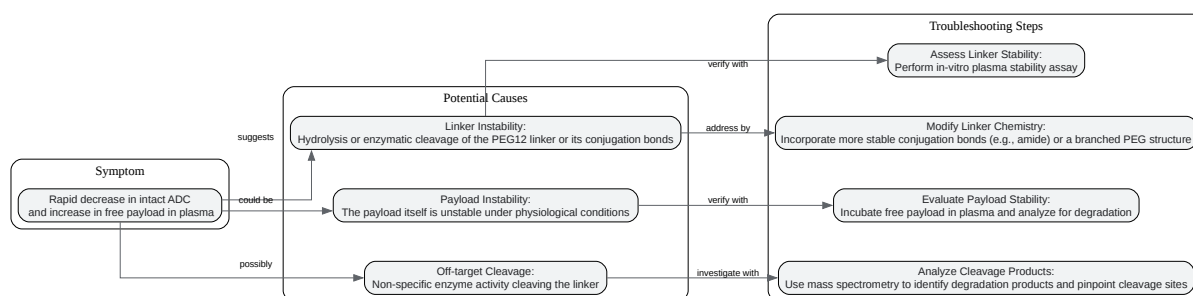 Troubleshooting Steps
Assess Linker Stability:
Perform in-vitro plasma stability assay
verify with
Potential Causes
Linker Instability:
Hydrolysis or enzymatic cleavage of the PEG12 linker or its conjugation bonds
suggests
address by
Modify Linker Chemistry:
Incorporate more stable conjugation bonds (e.g., amide) or a branched PEG structure
Symptom
Rapid decrease in intact ADC
and increase in free payload in plasma
could be
Payload Instability:
The payload itself is unstable under physiological conditions
verify with
Evaluate Payload Stability:
Incubate free payload in plasma and analyze for degradation
possibly
Off-target Cleavage:
Non-specific enzyme activity cleaving the linker
investigate with
Analyze Cleavage Products:
Use mass spectrometry to identify degradation products and pinpoint cleavage sites